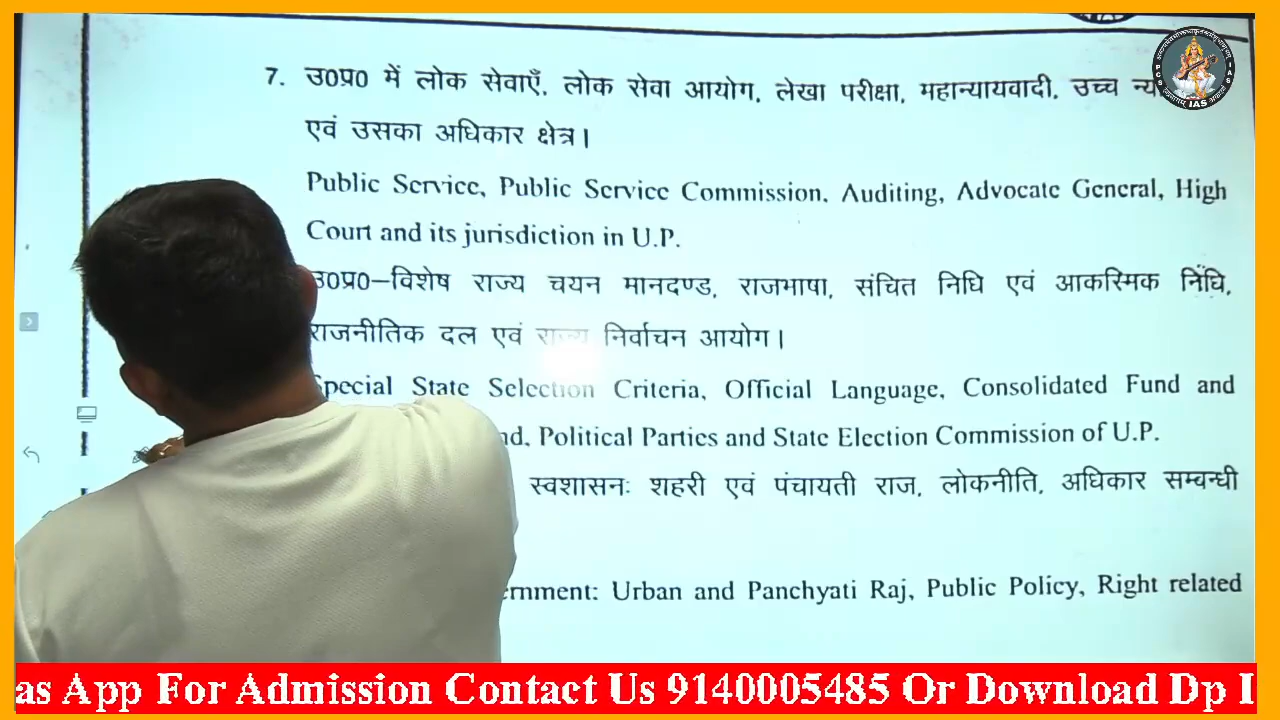 7. उ0प्र0 में लोक सेवाएँ, लोक सेवा आयोग, लेखा परीक्षा, महान्यायवादी, उच्च
एवं उसका अधिकार क्षेत्र।
Public Service, Public Service Commission, Auditing, Advocate General, High
Court and its jurisdiction in U.P.
उ0प्र0–विशेष राज्य चयन मानदण्ड, राजभाषा, संचित निधि एवं आकस्मिक निधि,
राजनीतिक दल एवं राज्य निर्वाचन आयोग।
Special State Selection Criteria, Official Language, Consolidated Fund and
Political Parties and State Election Commission of U.P.
स्वशासनः शहरी एवं पंचायती राज, लोकनीति, अधिकार सम्बन्धी
Urban and Panchyati Raj, Public Policy, Right related
as App For Admission Contact Us 9140005485 Or Download Dp I
PCS
IAS
IAS